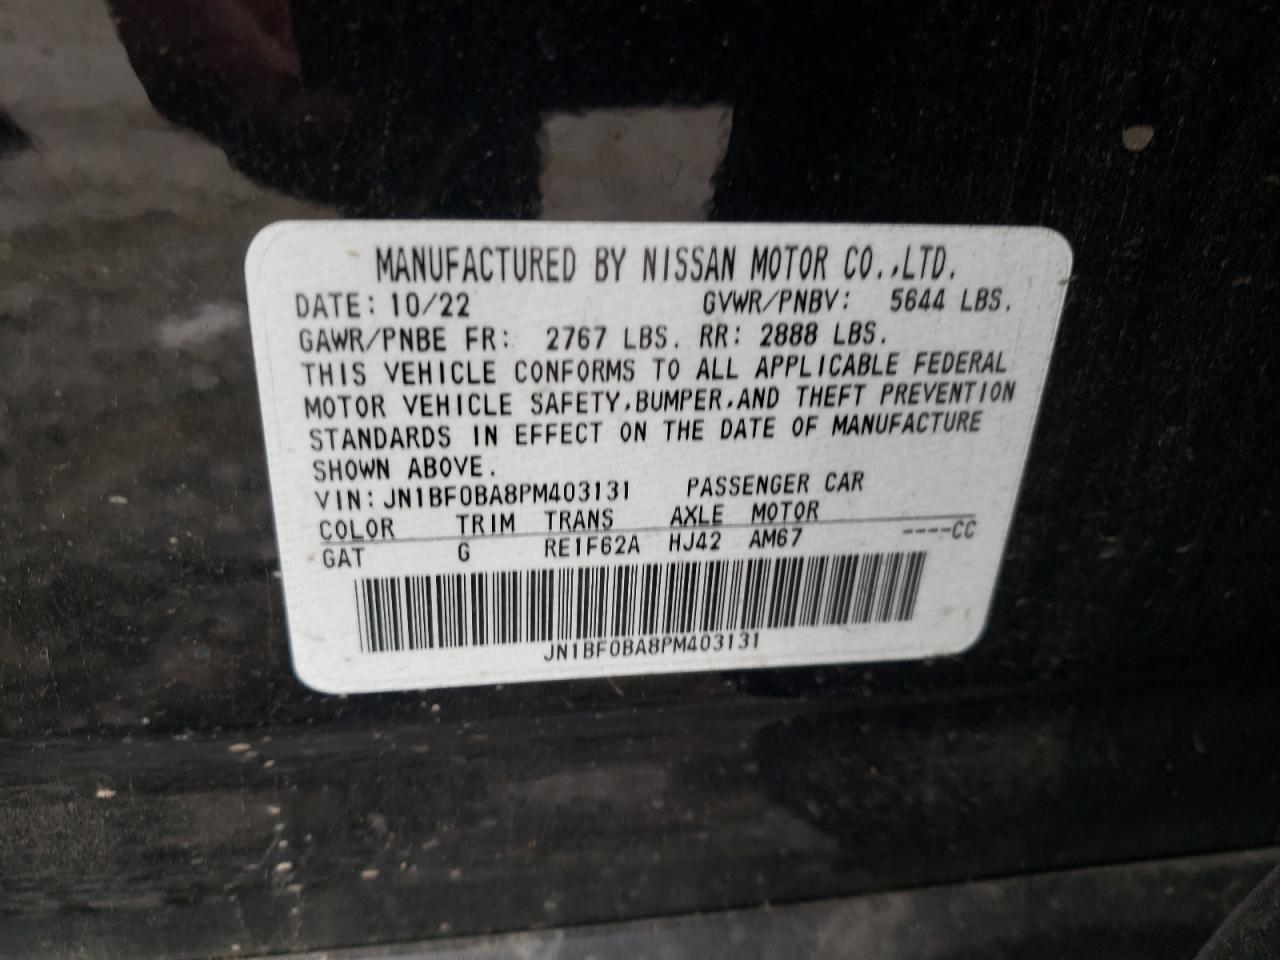 MANUFACTURED BY NISSAN MOTOR CO.,LTD.
DATE: 10/22 GVWR/PNBV: 5644 LBS.
GAWR/PNBE FR: 2767 LBS. RR: 2888 LBS.
THIS VEHICLE CONFORMS TO ALL APPLICABLE FEDERAL
MOTOR VEHICLE SAFETY,BUMPER,AND THEFT PREVENTION
STANDARDS IN EFFECT ON THE DATE OF MANUFACTURE
SHOWN ABOVE.
VIN: JN1BF0BA8PM403131 PASSENGER CAR
COLOR TRIM TRANS AXLE MOTOR
GAT G RE1F62A HJ42 AM67 ----CC
JN1BF0BA8PM403131